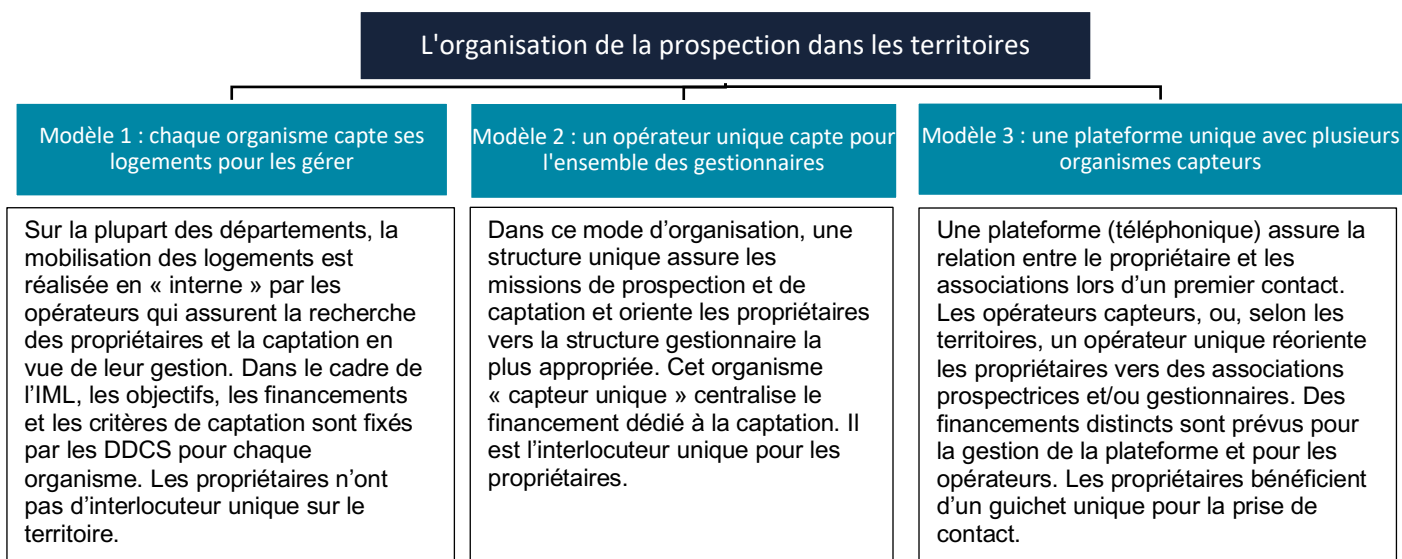 L'organisation de la prospection dans les territoires
Modèle 1 : chaque organisme capte ses
logements pour les gérer
Sur la plupart des départements, la
mobilisation des logements est
réalisée en « interne » par les
opérateurs qui assurent la recherche
des propriétaires et la captation en
vue de leur gestion. Dans le cadre de
l’IML, les objectifs, les financements
et les critères de captation sont fixés
par les DDCS pour chaque
organisme. Les propriétaires n’ont
pas d’interlocuteur unique sur le
territoire.
Modèle 2 : un opérateur unique capte pour
l'ensemble des gestionnaires
Dans ce mode d’organisation, une
structure unique assure les
missions de prospection et de
captation et oriente les propriétaires
vers la structure gestionnaire la
plus appropriée. Cet organisme
« capteur unique » centralise le
financement dédié à la captation. Il
est l’interlocuteur unique pour les
propriétaires.
Modèle 3 : une plateforme unique avec plusieurs
organismes capteurs
Une plateforme (téléphonique) assure la
relation entre le propriétaire et les
associations lors d’un premier contact.
Les opérateurs capteurs, ou, selon les
territoires, un opérateur unique réoriente
les propriétaires vers des associations
prospectrices et/ou gestionnaires. Des
financements distincts sont prévus pour
la gestion de la plateforme et pour les
opérateurs. Les propriétaires bénéficient
d’un guichet unique pour la prise de
contact.